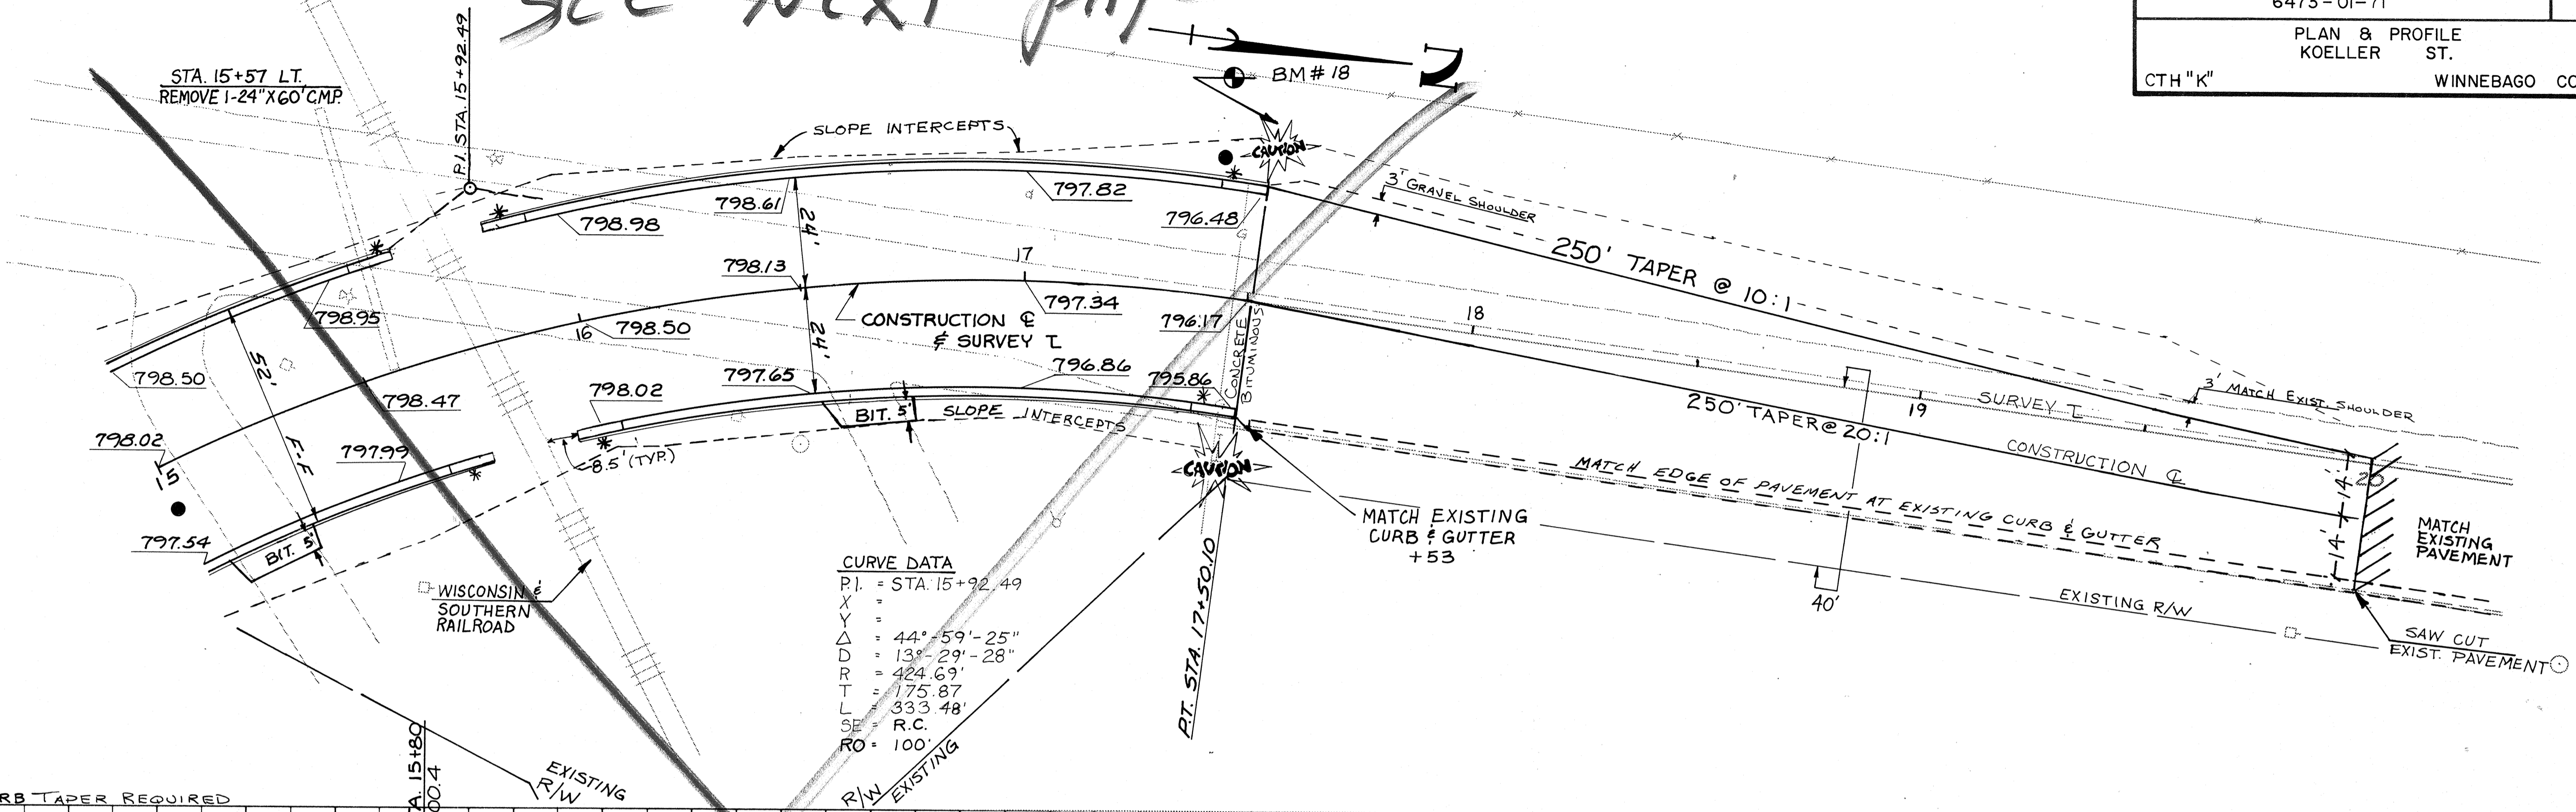 SEE NEXT
6473-01-71
PLAN & PROFILE
KOELLER ST.
CTH "K" WINNEBAGO CO
STA. 15+57 LT.
REMOVE 1-24"X60' C.M.P.
P.I. STA. 15+92.49
BM# 18
N
SLOPE INTERCEPTS
CAUTION
3' GRAVEL SHOULDER
250' TAPER @ 10:1
798.98
798.61
797.82
796.48
24'
798.13
17
797.34
796.17
798.95
16
798.50
CONSTRUCTION ℄
& SURVEY L
24'
CONCRETE
BITUMINOUS
18
52'
F-F
798.50
798.47
798.02
797.65
796.86
795.86
798.02
15
797.99
8.5' (TYP.)
BIT. 5'
SLOPE INTERCEPTS
250' TAPER @ 20:1
19
SURVEY L
3' MATCH EXIST. SHOULDER
CONSTRUCTION ℄
20
14
14
797.54
BIT. 5'
CAUTION
MATCH EDGE OF PAVEMENT AT EXISTING CURB & GUTTER
MATCH
EXISTING
PAVEMENT
MATCH EXISTING
CURB & GUTTER
+53
WISCONSIN &
SOUTHERN
RAILROAD
CURVE DATA
P.I. = STA. 15+92.49
X =
Y =
Δ = 44°-59'-25"
D = 13°-29'-28"
R = 424.69'
T = 175.87
L = 333.48'
SE = R.C.
RO = 100'
P.T. STA. 17+50.10
40'
EXISTING R/W
SAW CUT
EXIST. PAVEMENT
A. 15+80
00.4
EXISTING
R/W
R/W EXISTING
RB TAPER REQUIRED